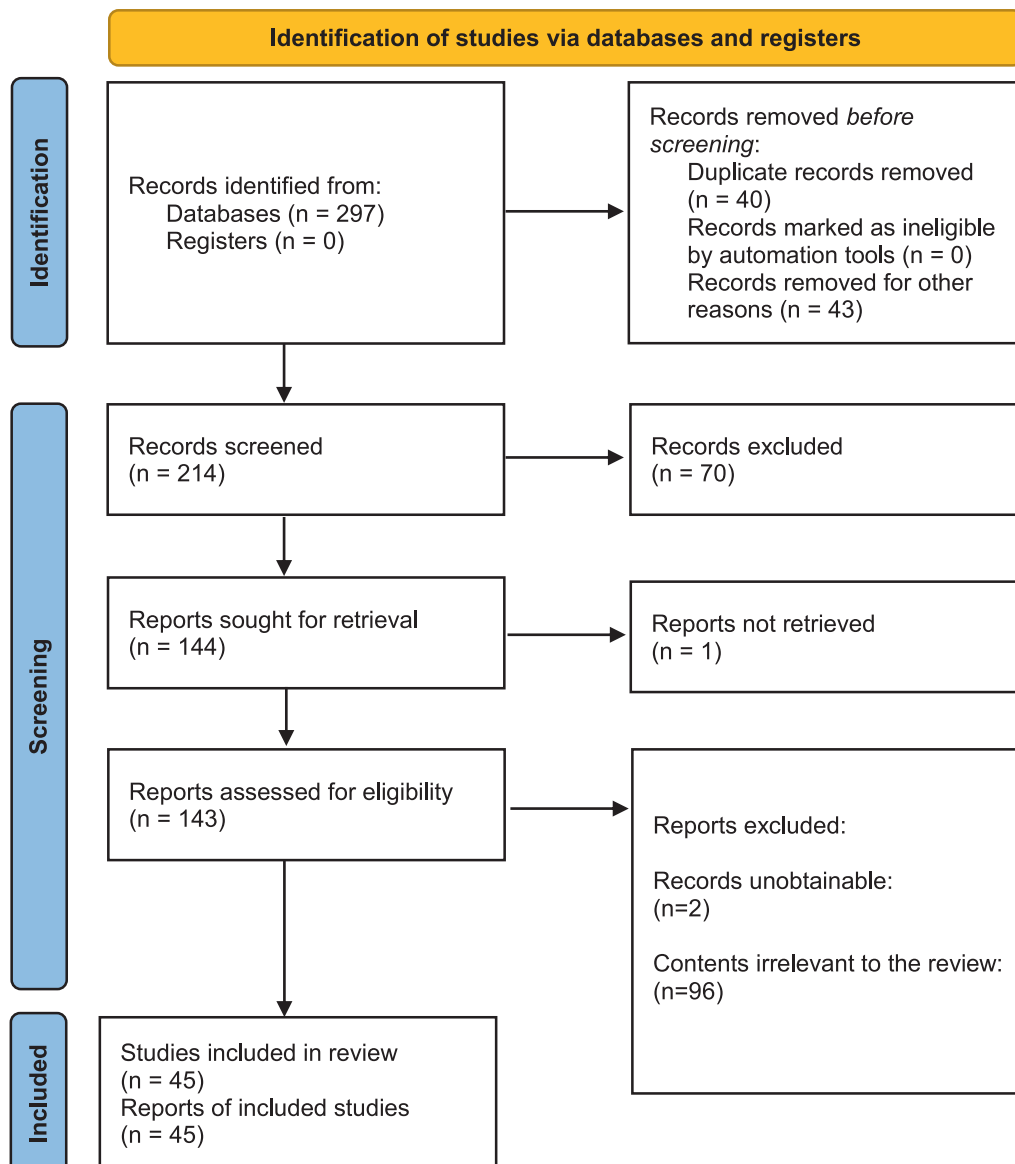 Identification of studies via databases and registers
Identification
Records identified from:
Databases (n = 297)
Registers (n = 0)
Records removed before
screening:
Duplicate records removed
(n = 40)
Records marked as ineligible
by automation tools (n = 0)
Records removed for other
reasons (n = 43)
Screening
Records screened
(n = 214)
Records excluded
(n = 70)
Reports sought for retrieval
(n = 144)
Reports not retrieved
(n = 1)
Reports assessed for eligibility
(n = 143)
Reports excluded:
Records unobtainable:
(n=2)
Contents irrelevant to the review:
(n=96)
Included
Studies included in review
(n = 45)
Reports of included studies
(n = 45)